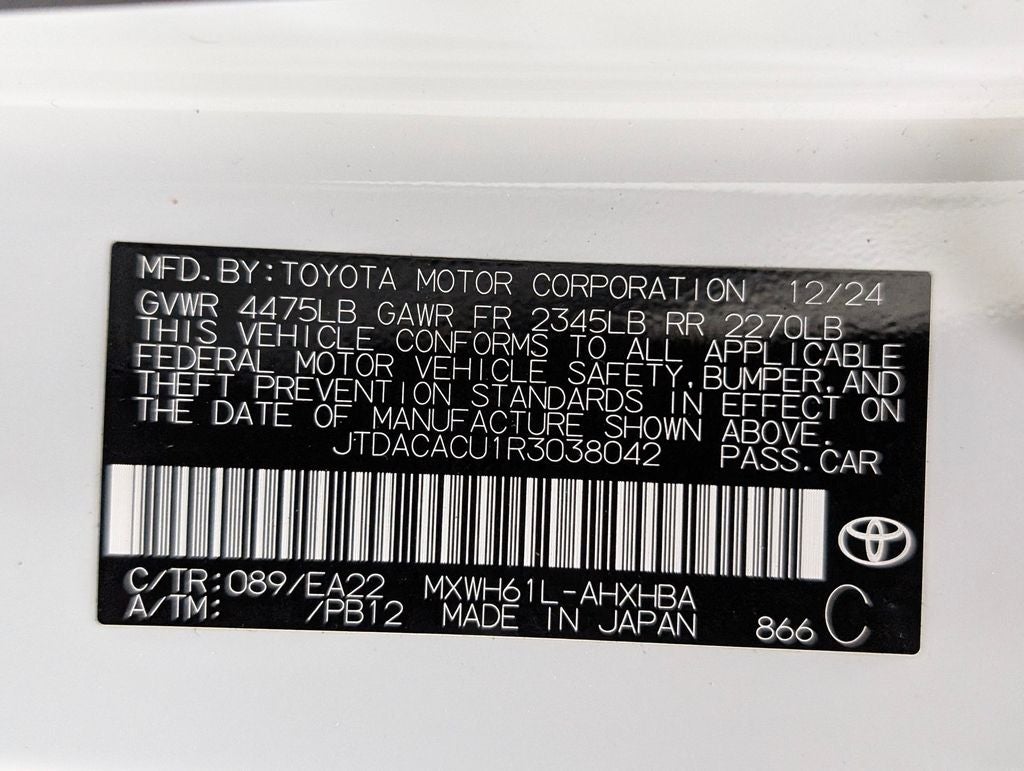 MFD.BY:TOYOTA MOTOR CORPORATION 12/24
GVWR 4475LB GAWR FR 2345LB RR 2270LB
THIS VEHICLE CONFORMS TO ALL APPLICABLE
FEDERAL MOTOR VEHICLE SAFETY,BUMPER,AND
THEFT PREVENTION STANDARDS IN EFFECT ON
THE DATE OF MANUFACTURE SHOWN ABOVE.
JTDACACU1R3038042 PASS.CAR
C/TR:089/EA22 MXWH61L-AHXHBA
A/TM: /PB12 MADE IN JAPAN 866 C